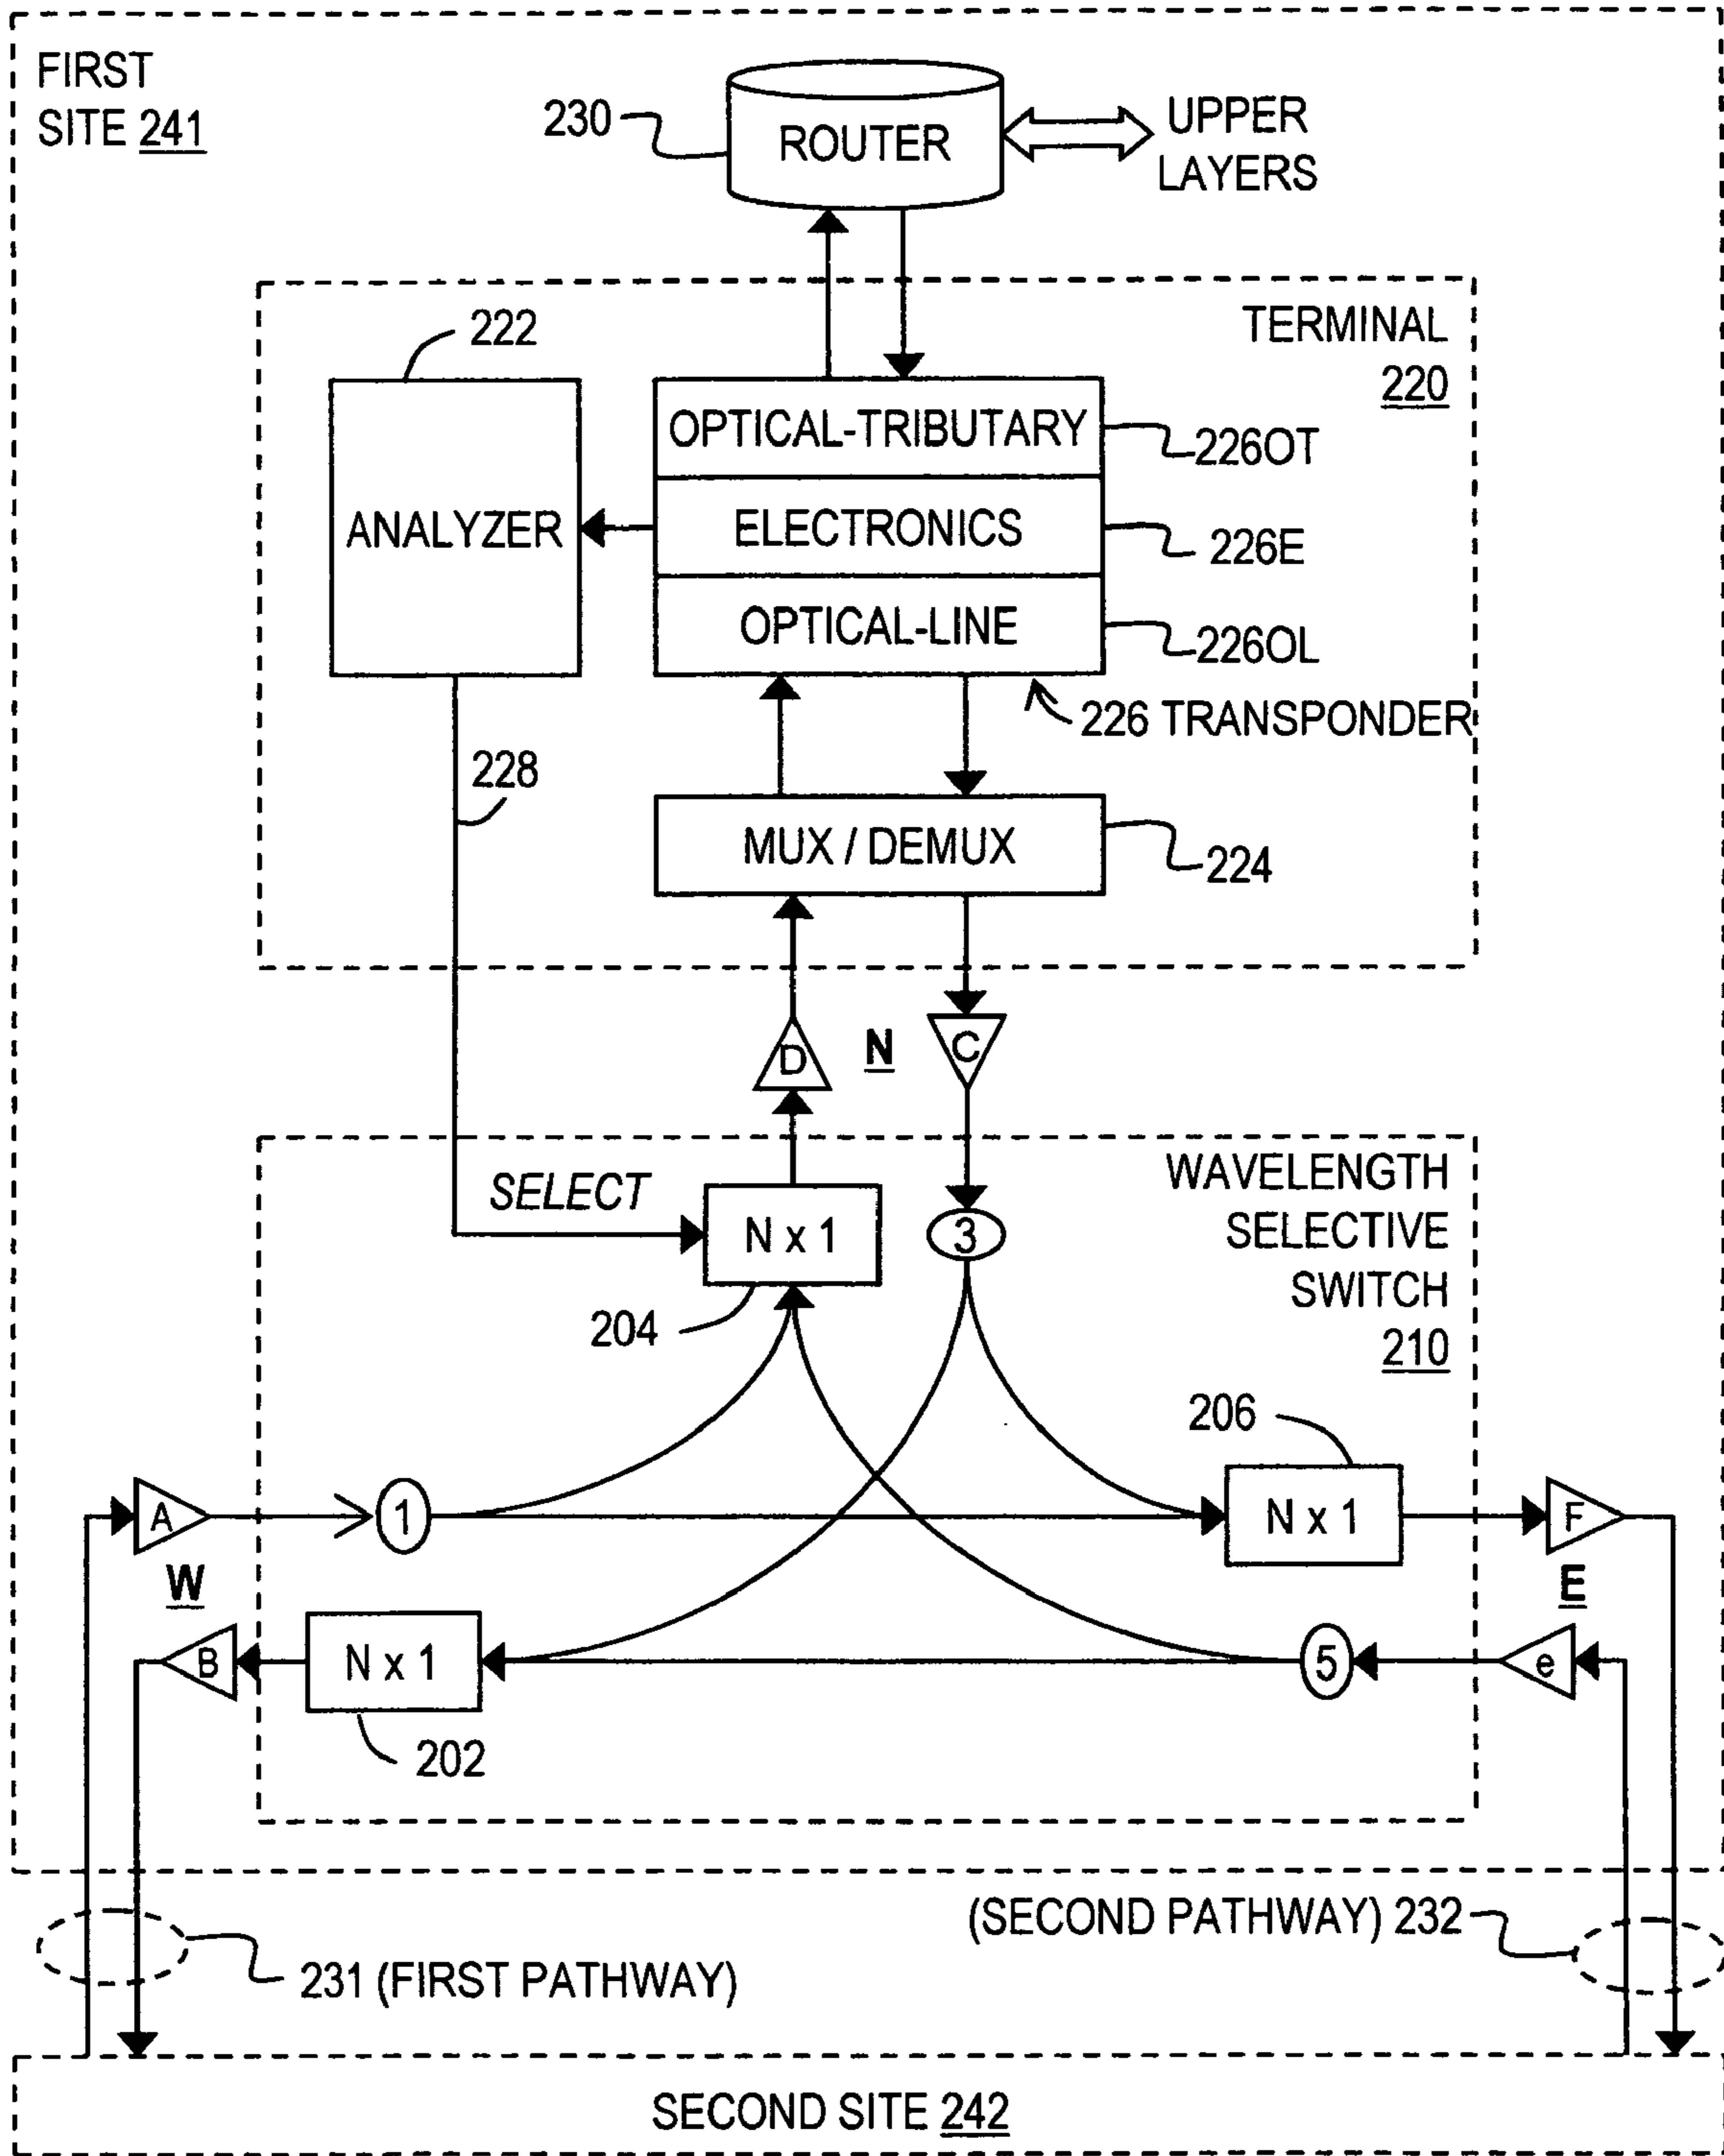 FIRST
SITE 241
230
ROUTER
UPPER
LAYERS
TERMINAL
220
222
ANALYZER
OPTICAL-TRIBUTARY
226OT
ELECTRONICS
226E
OPTICAL-LINE
226OL
226 TRANSPONDER
228
MUX / DEMUX
224
D
N
C
SELECT
N x 1
204
3
WAVELENGTH
SELECTIVE
SWITCH
210
206
A
1
N x 1
F
W
E
B
N x 1
5
e
202
(SECOND PATHWAY) 232
231 (FIRST PATHWAY)
SECOND SITE 242